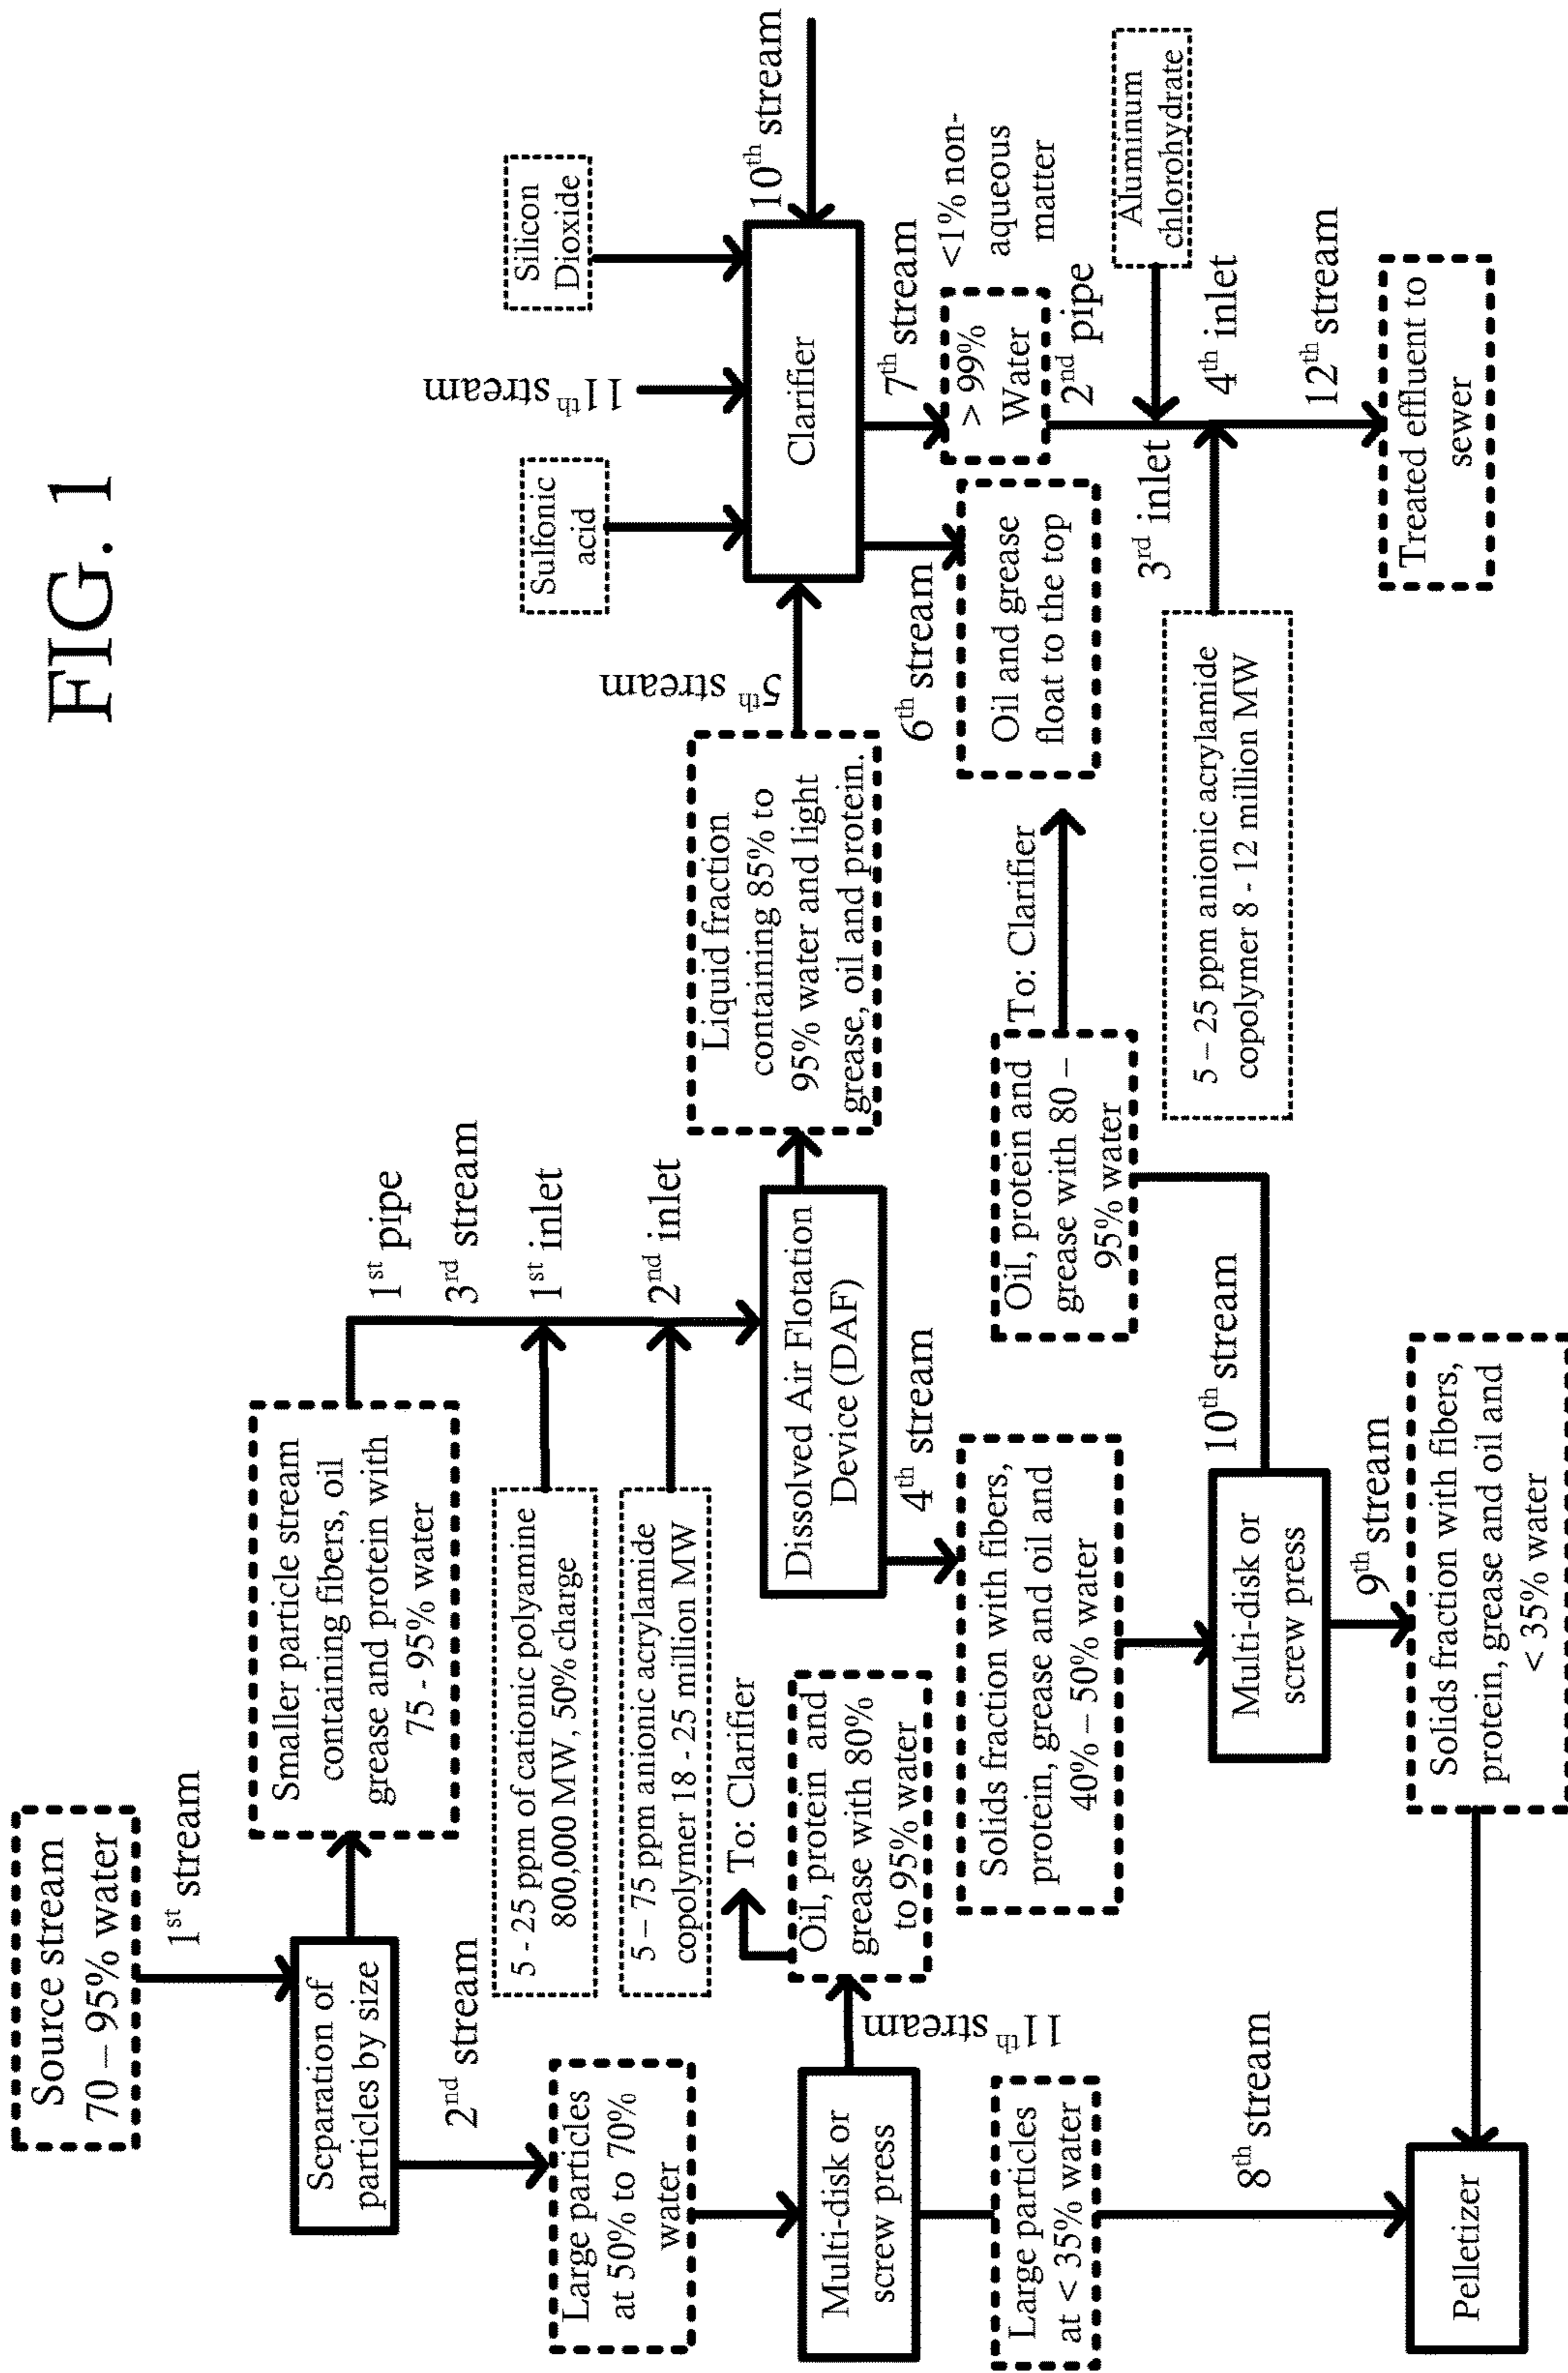 FIG. 1
Source stream
70 – 95% water
1st stream
Separation of
particles by size
2nd stream
Large particles
at 50% to 70%
water
Multi-disk or
screw press
11th stream
Large particles
at < 35% water
8th stream
Pelletizer
Oil, protein and
grease with 80%
to 95% water
To: Clarifier
Smaller particle stream
containing fibers, oil
grease and protein with
75 - 95% water
1st pipe
3rd stream
1st inlet
2nd inlet
5 - 25 ppm of cationic polyamine
800,000 MW, 50% charge
5 – 75 ppm anionic acrylamide
copolymer 18 - 25 million MW
Dissolved Air Flotation
Device (DAF)
4th stream
Solids fraction with fibers,
protein, grease and oil and
40% – 50% water
Multi-disk or
screw press
9th stream
Solids fraction with fibers,
protein, grease and oil and
< 35% water
10th stream
Oil, protein and
grease with 80 –
95% water
To: Clarifier
Liquid fraction
containing 85% to
95% water and light
grease, oil and protein.
5th stream
Sulfonic
acid
11th stream
Silicon
Dioxide
Clarifier
10th stream
6th stream
Oil and grease
float to the top
7th stream
> 99%
Water
<1% non-
aqueous
matter
2nd pipe
3rd inlet
4th inlet
Aluminum
chlorohydrate
5 – 25 ppm anionic acrylamide
copolymer 8 - 12 million MW
12th stream
Treated effluent to
sewer